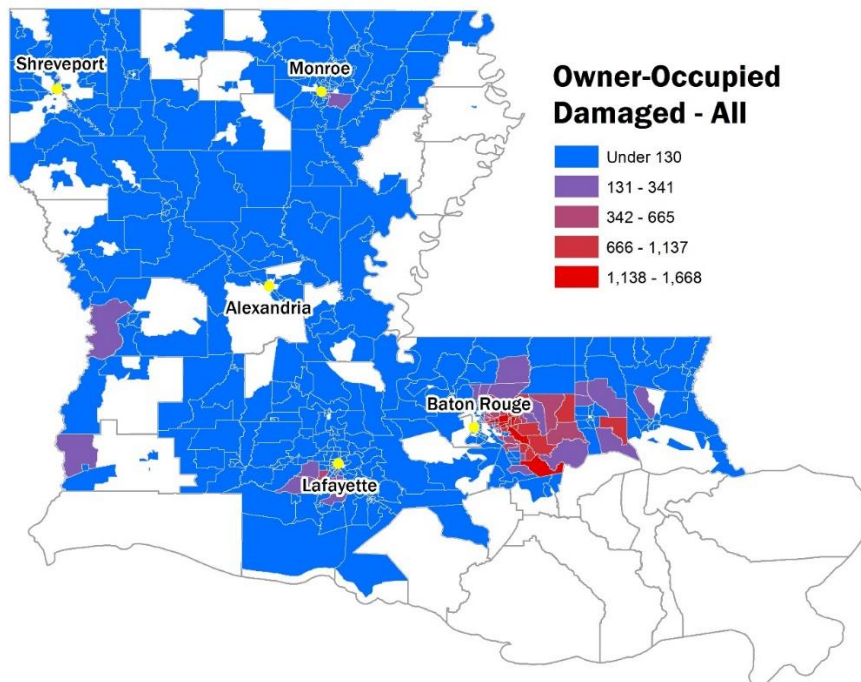 Shreveport
Monroe
Owner-Occupied
Damaged - All
Under 130
131 - 341
342 - 665
666 - 1,137
1,138 - 1,668
Alexandria
Baton Rouge
Lafayette